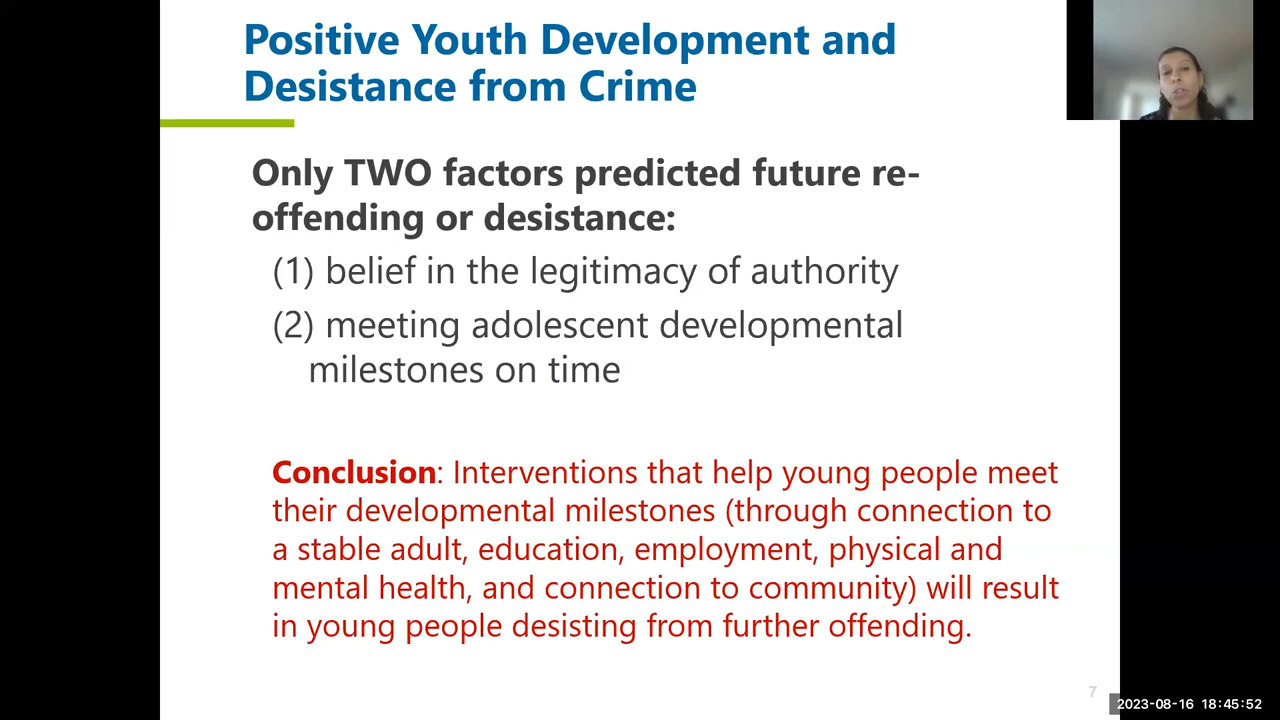 Positive Youth Development and
Desistance from Crime
Only TWO factors predicted future re-
offending or desistance:
(1) belief in the legitimacy of authority
(2) meeting adolescent developmental
milestones on time
Conclusion: Interventions that help young people meet
their developmental milestones (through connection to
a stable adult, education, employment, physical and
mental health, and connection to community) will result
in young people desisting from further offending.
7
2023-08-16 18:45:52